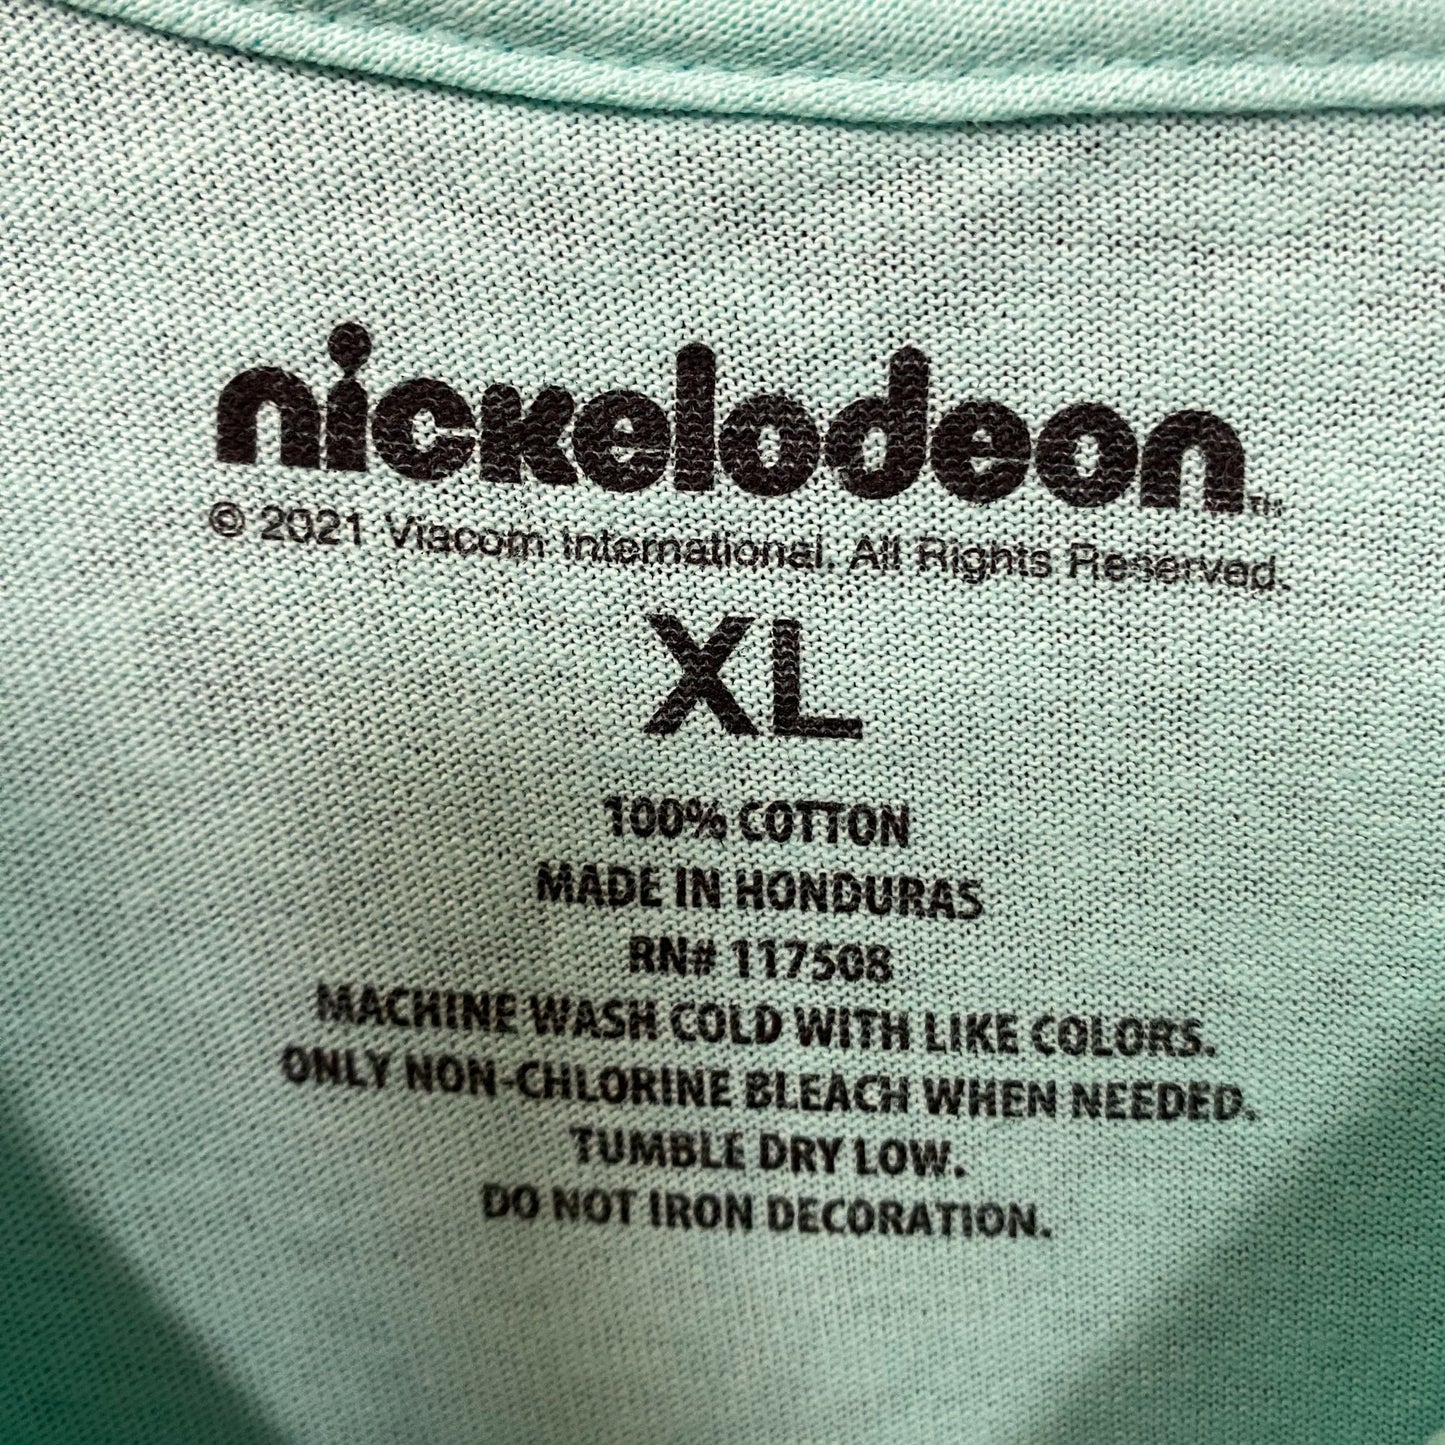 nickelodeon™
© 2021 Viacom International. All Rights Reserved.
XL
100% COTTON
MADE IN HONDURAS
RN# 117508
MACHINE WASH COLD WITH LIKE COLORS.
ONLY NON-CHLORINE BLEACH WHEN NEEDED.
TUMBLE DRY LOW.
DO NOT IRON DECORATION.